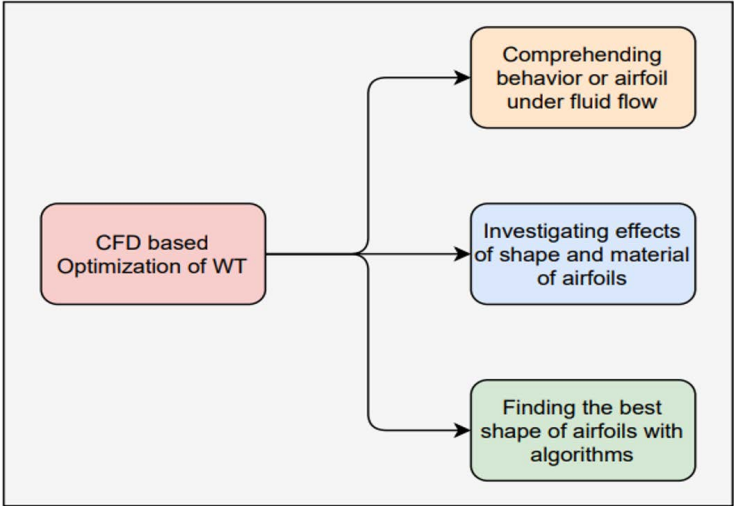 CFD based
Optimization of WT
Comprehending
behavior or airfoil
under fluid flow
Investigating effects
of shape and material
of airfoils
Finding the best
shape of airfoils with
algorithms